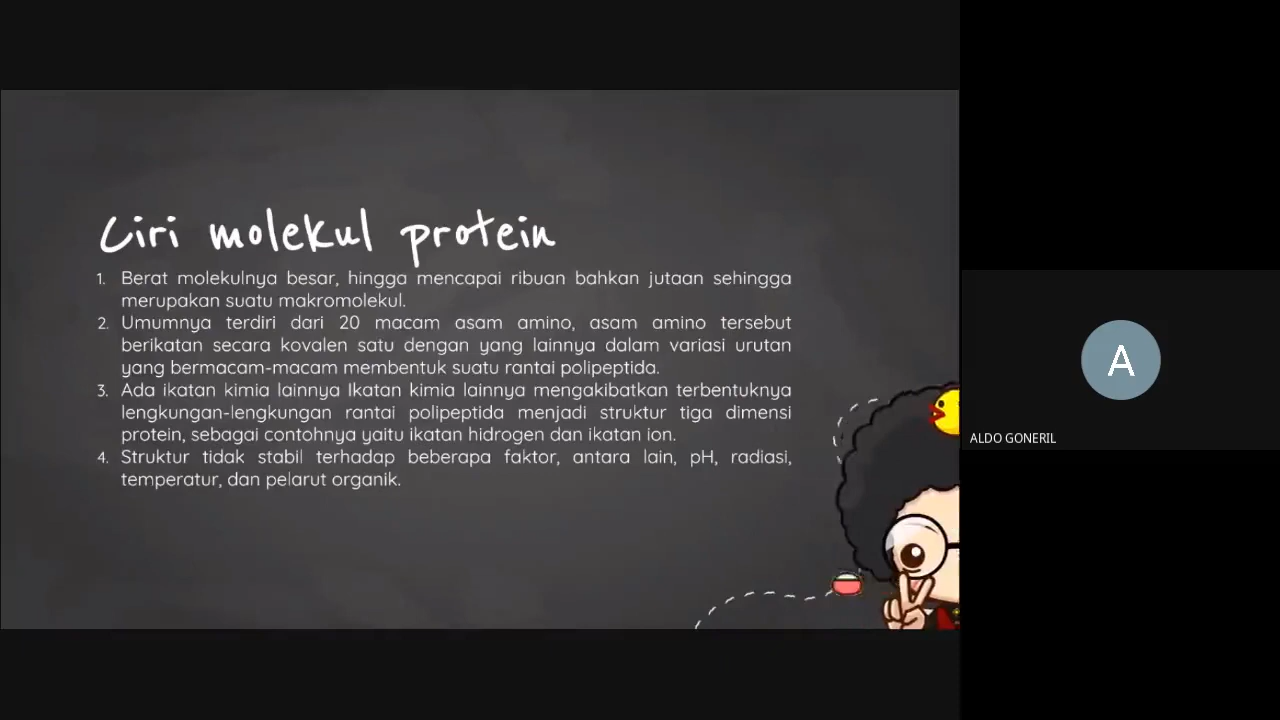 Ciri molekul protein
1. Berat molekulnya besar, hingga mencapai ribuan bahkan jutaan sehingga
merupakan suatu makromolekul.
2. Umumnya terdiri dari 20 macam asam amino, asam amino tersebut
berikatan secara kovalen satu dengan yang lainnya dalam variasi urutan
yang bermacam-macam membentuk suatu rantai polipeptida.
3. Ada ikatan kimia lainnya Ikatan kimia lainnya mengakibatkan terbentuknya
lengkungan-lengkungan rantai polipeptida menjadi struktur tiga dimensi
protein, sebagai contohnya yaitu ikatan hidrogen dan ikatan ion.
4. Struktur tidak stabil terhadap beberapa faktor, antara lain, pH, radiasi,
temperatur, dan pelarut organik.
A
ALDO GONERIL